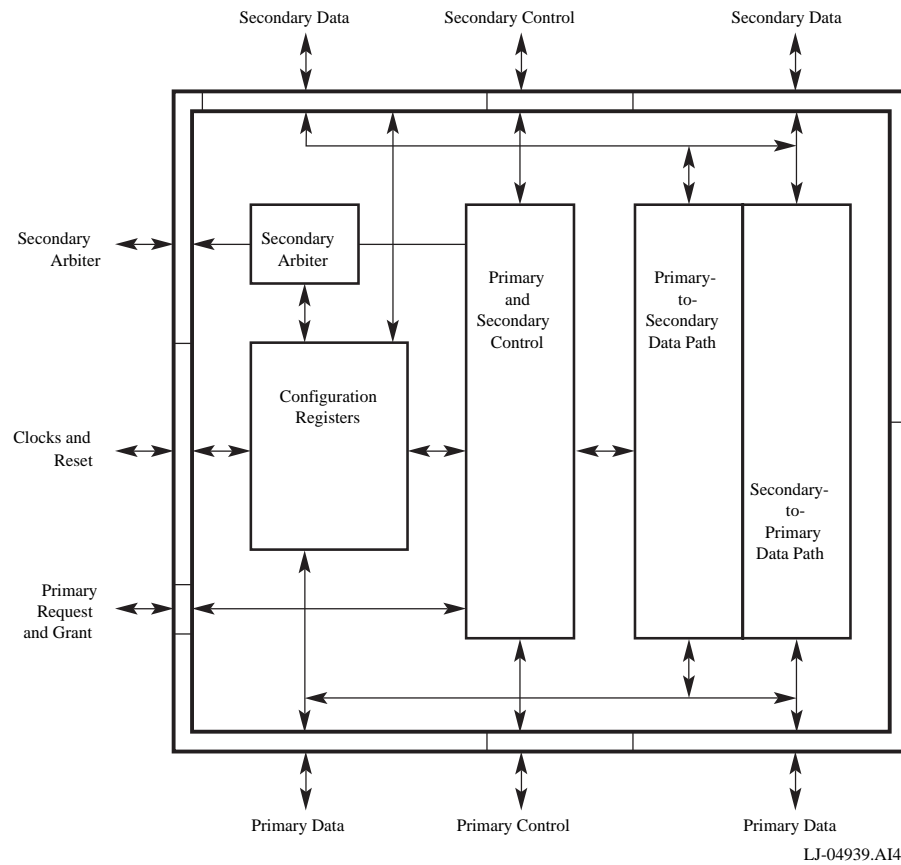 Secondary Data
Secondary Control
Secondary Data
Secondary
Arbiter
Secondary
Arbiter
Primary
and
Secondary
Control
Primary-
to-
Secondary
Data Path
Configuration
Registers
Clocks and
Reset
Secondary-
to-
Primary
Data Path
Primary
Request
and Grant
Primary Data
Primary Control
Primary Data
LJ-04939.AI4